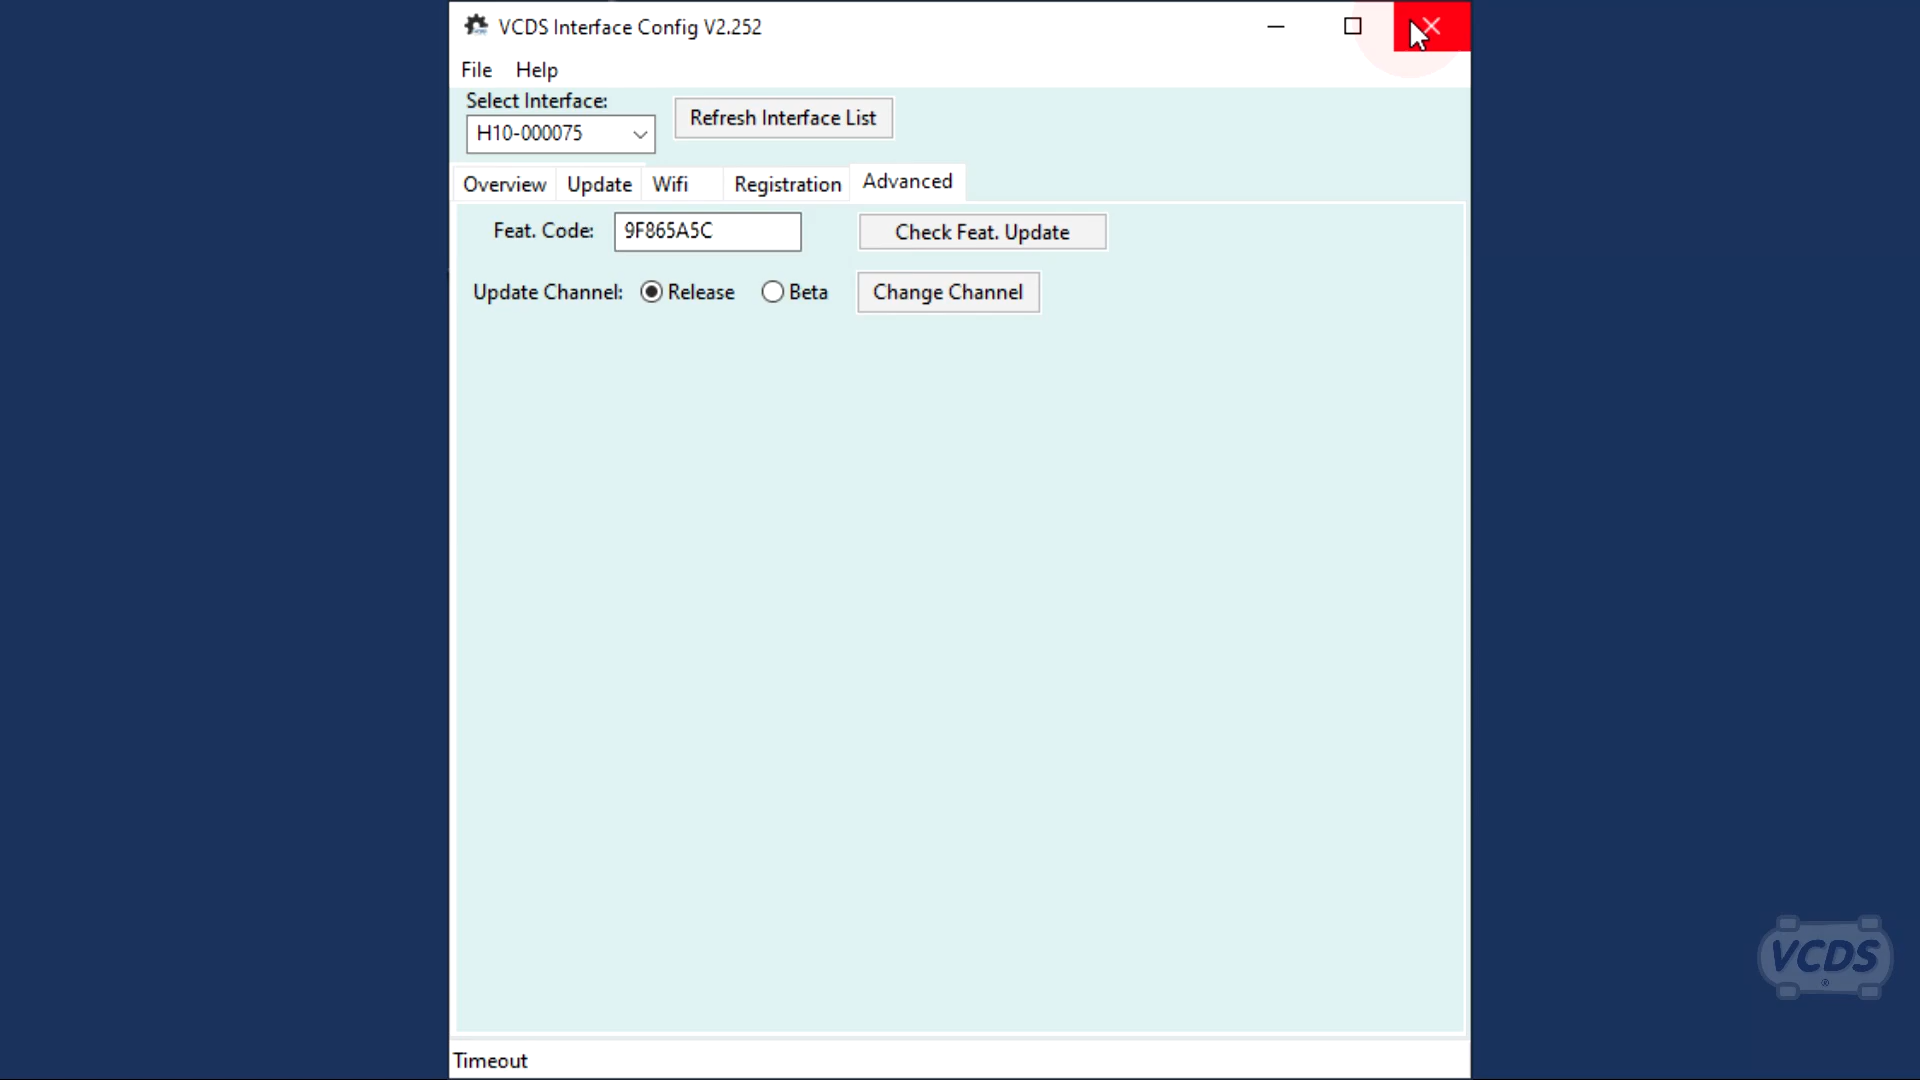 VCDS Interface Config V2.252
File Help
Select Interface:
H10-000075
Refresh Interface List
Overview Update Wifi Registration Advanced
Feat. Code: 9F865A5C Check Feat. Update
Update Channel: Release Beta Change Channel
VCDS
®
Timeout